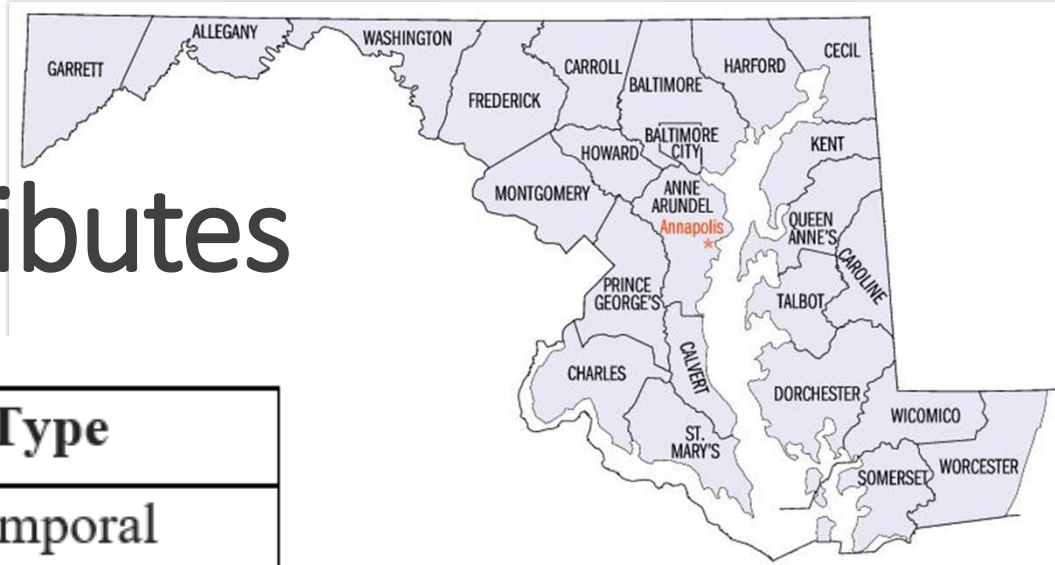 GARRETT
ALLEGANY
WASHINGTON
FREDERICK
CARROLL
BALTIMORE
HARFORD
CECIL
BALTIMORE
CITY
HOWARD
KENT
MONTGOMERY
ANNE
ARUNDEL
Annapolis
QUEEN
ANNE'S
CAROLINE
PRINCE
GEORGE'S
TALBOT
CHARLES
CALVERT
DORCHESTER
ST.
MARY'S
WICOMICO
SOMERSET
WORCESTER
ibutes
Type
mporal